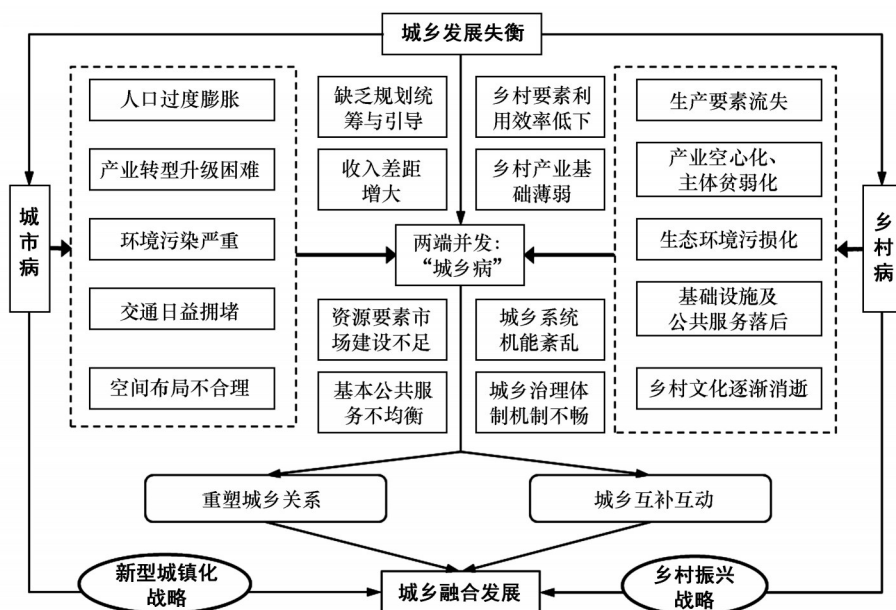 城乡发展失衡
人口过度膨胀
产业转型升级困难
环境污染严重
交通日益拥堵
空间布局不合理
城
市
病
缺乏规划统
筹与引导
乡村要素利
用效率低下
收入差距
增大
乡村产业基
础薄弱
两端并发：
“城乡病”
资源要素市
场建设不足
城乡系统
机能紊乱
基本公共服
务不均衡
城乡治理体
制机制不畅
生产要素流失
产业空心化、
主体贫弱化
生态环境污损化
基础设施及
公共服务落后
乡村文化逐渐消逝
乡
村
病
重塑城乡关系
城乡互补互动
新型城镇化
战略
城乡融合发展
乡村振兴
战略